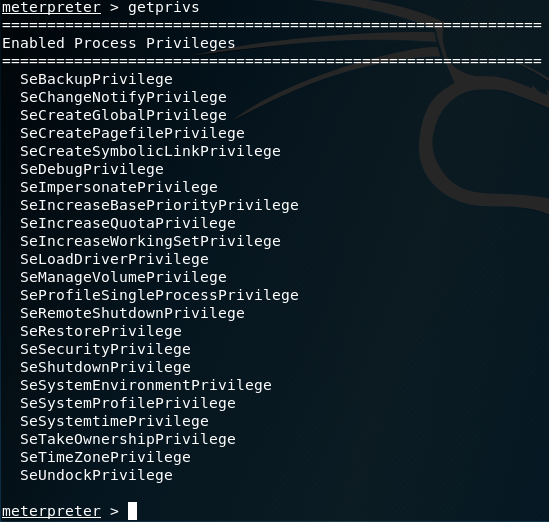 meterpreter > getprivs
============================================================
Enabled Process Privileges
============================================================
SeBackupPrivilege
SeChangeNotifyPrivilege
SeCreateGlobalPrivilege
SeCreatePagefilePrivilege
SeCreateSymbolicLinkPrivilege
SeDebugPrivilege
SeImpersonatePrivilege
SeIncreaseBasePriorityPrivilege
SeIncreaseQuotaPrivilege
SeIncreaseWorkingSetPrivilege
SeLoadDriverPrivilege
SeManageVolumePrivilege
SeProfileSingleProcessPrivilege
SeRemoteShutdownPrivilege
SeRestorePrivilege
SeSecurityPrivilege
SeShutdownPrivilege
SeSystemEnvironmentPrivilege
SeSystemProfilePrivilege
SeSystemtimePrivilege
SeTakeOwnershipPrivilege
SeTimeZonePrivilege
SeUndockPrivilege
meterpreter >